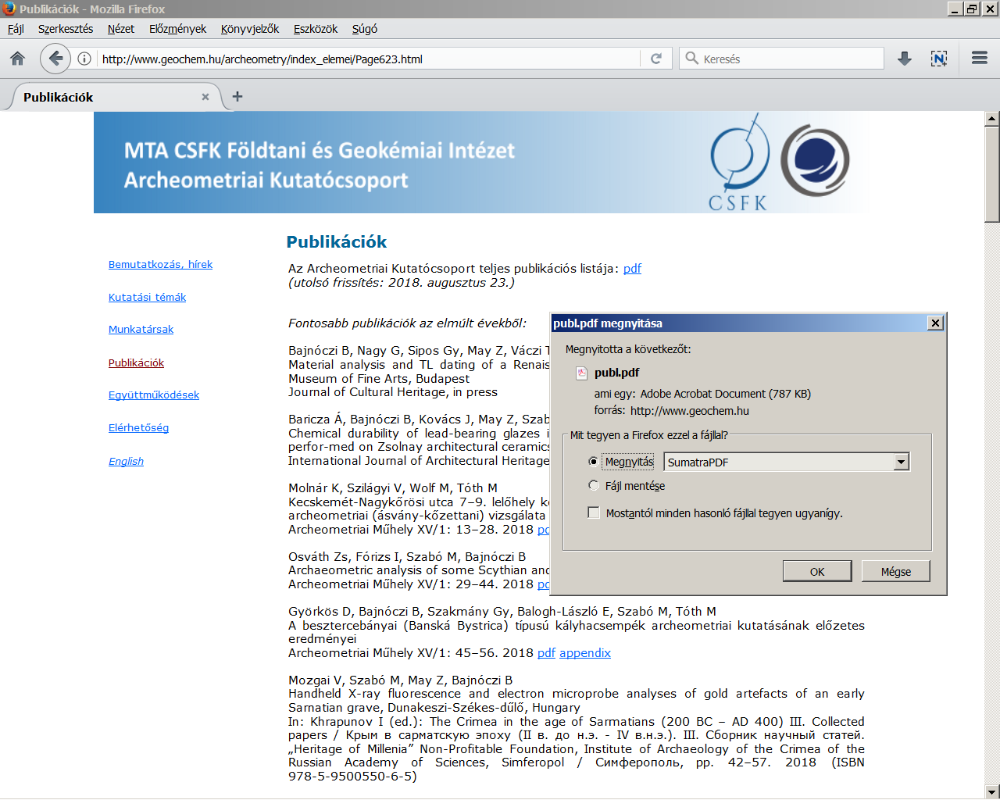 Publikációk - Mozilla Firefox
Fájl Szerkesztés Nézet Előzmények Könyvjelzők Eszközök Súgó
http://www.geochem.hu/archeometry/index_elemei/Page623.html
Keresés
Publikációk
MTA CSFK Földtani és Geokémiai Intézet
Archeometriai Kutatócsoport
CSFK
Bemutatkozás, hírek
Kutatási témák
Munkatársak
Publikációk
Együttműködések
Elérhetőség
English
Publikációk
Az Archeometriai Kutatócsoport teljes publikációs listája: pdf
(utolsó frissítés: 2018. augusztus 23.)
Fontosabb publikációk az elmúlt évekből:
Bajnóczi B, Nagy G, Sipos Gy, May Z, Váczi T
Material analysis and TL dating of a Renais
Museum of Fine Arts, Budapest
Journal of Cultural Heritage, in press
Baricza Á, Bajnóczi B, Kovács J, May Z, Szab
Chemical durability of lead-bearing glazes i
perfor-med on Zsolnay architectural ceramics
International Journal of Architectural Heritage
Molnár K, Szilágyi V, Wolf M, Tóth M
Kecskemét-Nagykőrösi utca 7–9. lelőhely k
archeometriai (ásvány-kőzettani) vizsgálata
Archeometriai Műhely XV/1: 13–28. 2018 pd
Osváth Zs, Fórizs I, Szabó M, Bajnóczi B
Archaeometric analysis of some Scythian and
Archeometriai Műhely XV/1: 29–44. 2018 pd
Györkös D, Bajnóczi B, Szakmány Gy, Balogh-László E, Szabó M, Tóth M
A besztercebányai (Banská Bystrica) típusú kályhacsempék archeometriai kutatásának előzetes
eredményei
Archeometriai Műhely XV/1: 45–56. 2018 pdf appendix
Mozgai V, Szabó M, May Z, Bajnóczi B
Handheld X-ray fluorescence and electron microprobe analyses of gold artefacts of an early
Sarnatian grave, Dunakeszi-Székes-dűlő, Hungary
In: Khrapunov I (ed.): The Crimea in the age of Sarmatians (200 BC – AD 400) III. Collected
papers / Крым в сарматскую эпоху (II в. до н.э. - IV в.н.э.). III. Сборник научный статей.
„Heritage of Millenia” Non-Profitable Foundation, Institute of Archaeology of the Crimea of the
Russian Academy of Sciences, Simferopol / Симферополь, pp. 42–57. 2018 (ISBN
978-5-9500550-6-5)
publ.pdf megnyitása
Megnyitotta a következőt:
publ.pdf
ami egy: Adobe Acrobat Document (787 KB)
forrás: http://www.geochem.hu
Mit tegyen a Firefox ezzel a fájllal?
Megnyitás SumatraPDF
Fájl mentése
Mostantól minden hasonló fájllal tegyen ugyanígy.
OK Mégse